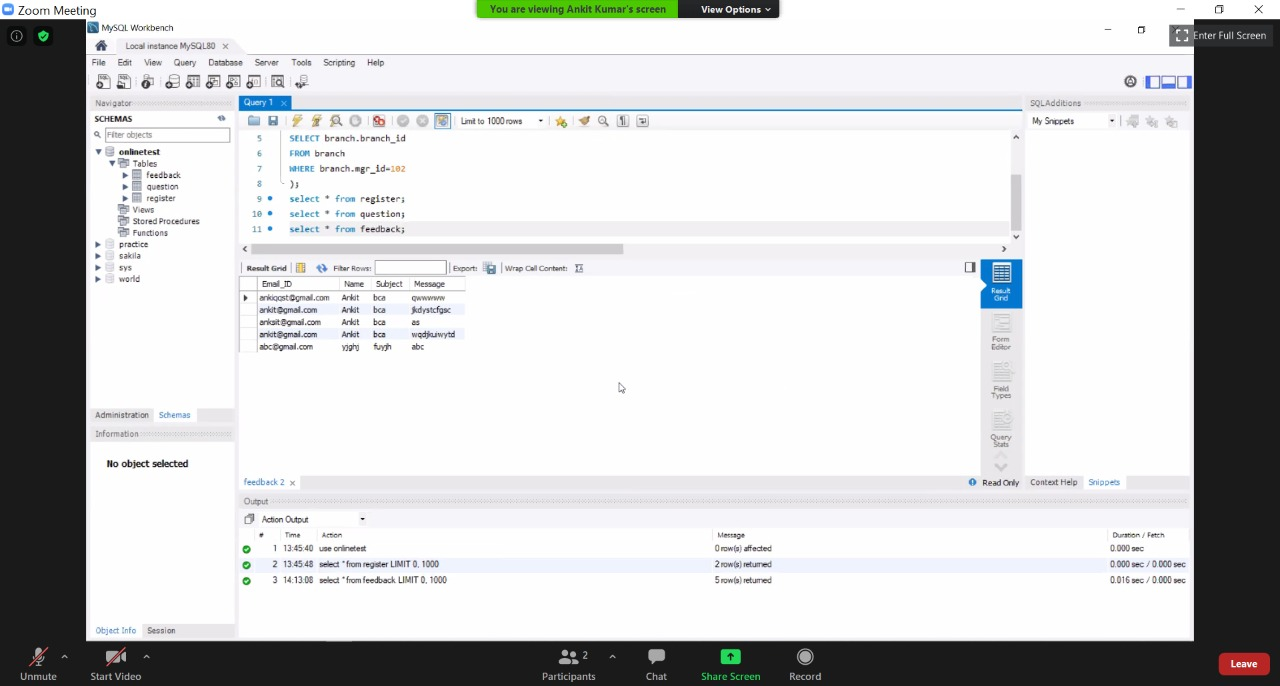 Zoom Meeting
You are viewing Ankit Kumar's screen View Options
Enter Full Screen
MySQL Workbench
Local instance MySQL80 ×
File Edit View Query Database Server Tools Scripting Help
Navigator
SCHEMAS
Filter objects
onlinetest
Tables
feedback
question
register
Views
Stored Procedures
Functions
practice
sakila
sys
world
Administration Schemas
Information
No object selected
Object Info Session
Query 1 ×
Limit to 1000 rows
5 SELECT branch.branch_id
6 FROM branch
7 WHERE branch.mgr_id=102
8 );
9 select * from register;
10 select * from question;
11 select * from feedback;
Result Grid Filter Rows: Export: Wrap Cell Content:
Email_ID Name Subject Message
ankiqqst@gmail.com Ankit bca qwwwww
ankit@gmail.com Ankit bca jkdystcfgsc
anksit@gmail.com Ankit bca as
ankit@gmail.com Ankit bca wqdjkuiwytd
abc@gmail.com yjghj fuyjh abc
Result Grid
Form Editor
Field Types
Query Stats
feedback 2 × Read Only
SQLAdditions
My Snippets
Context Help Snippets
Output
Action Output
# Time Action Message Duration / Fetch
1 13:45:40 use onlinetest 0 row(s) affected 0.000 sec
2 13:45:48 select * from register LIMIT 0, 1000 2 row(s) returned 0.000 sec / 0.000 sec
3 14:13:08 select * from feedback LIMIT 0, 1000 5 row(s) returned 0.016 sec / 0.000 sec
Unmute Start Video Participants 2 Chat Share Screen Record Leave